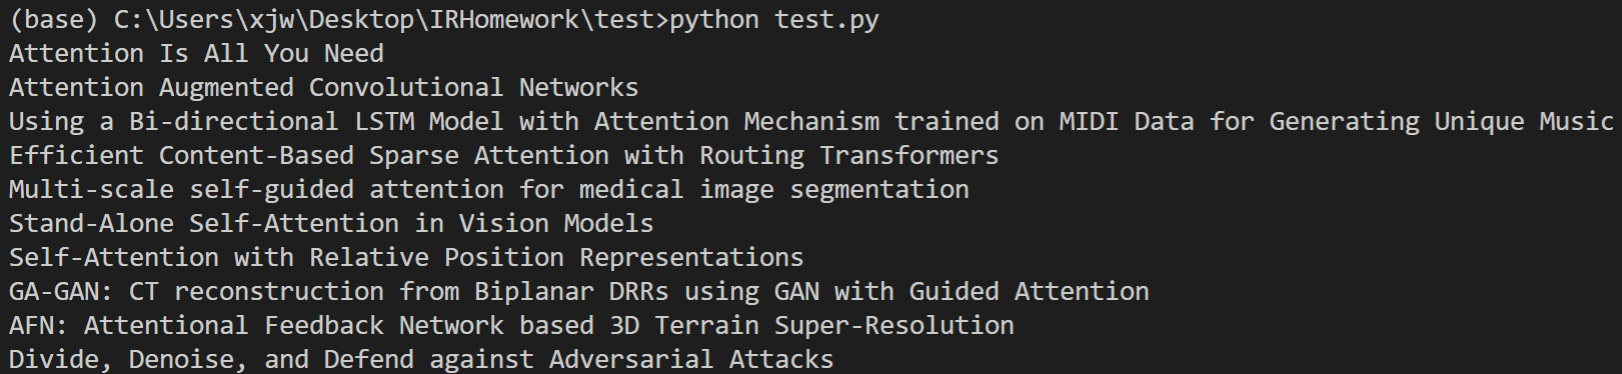 (base) C:\Users\xjw\Desktop\IRHomework\test>python test.py
Attention Is All You Need
Attention Augmented Convolutional Networks
Using a Bi-directional LSTM Model with Attention Mechanism trained on MIDI Data for Generating Unique Music
Efficient Content-Based Sparse Attention with Routing Transformers
Multi-scale self-guided attention for medical image segmentation
Stand-Alone Self-Attention in Vision Models
Self-Attention with Relative Position Representations
GA-GAN: CT reconstruction from Biplanar DRRs using GAN with Guided Attention
AFN: Attentional Feedback Network based 3D Terrain Super-Resolution
Divide, Denoise, and Defend against Adversarial Attacks